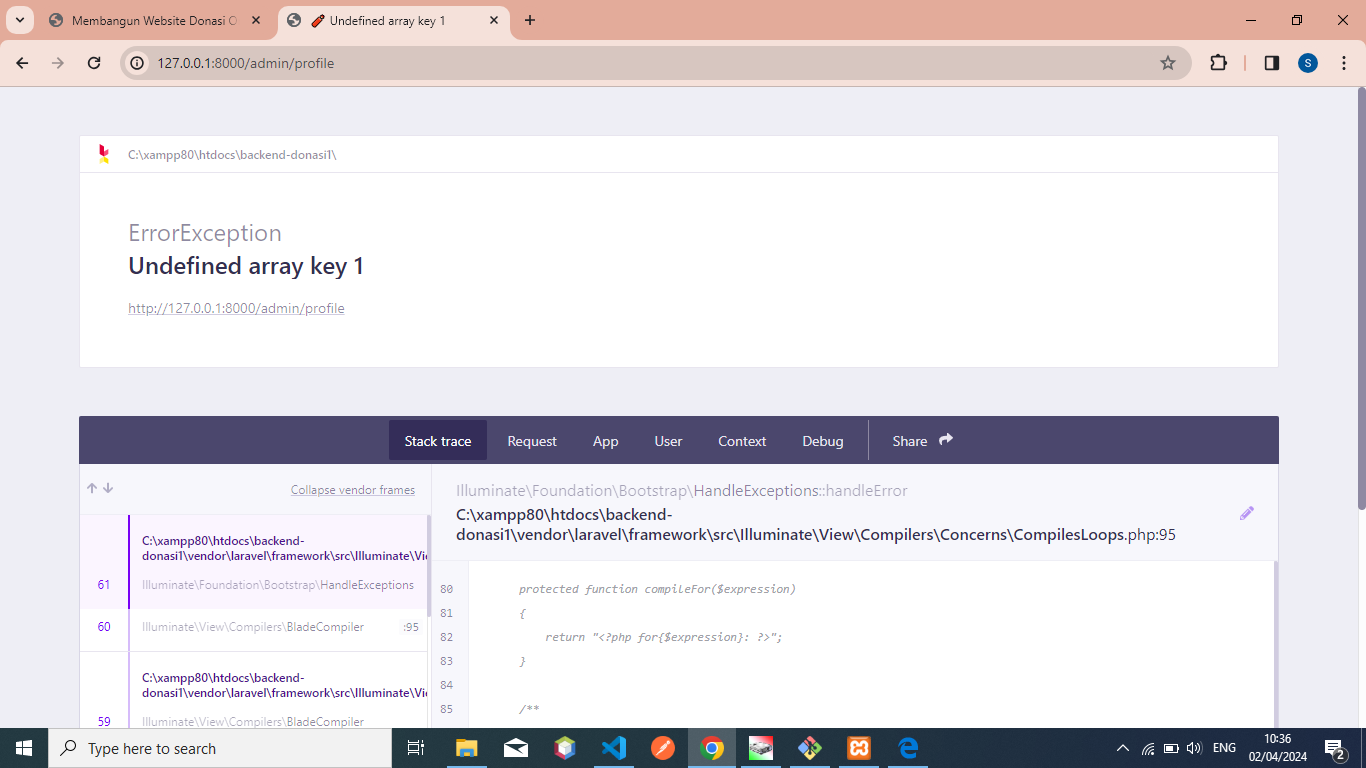 Membangun Website Donasi O
Undefined array key 1
127.0.0.1:8000/admin/profile
S
C:\xampp80\htdocs\backend-donasi1\
ErrorException
Undefined array key 1
http://127.0.0.1:8000/admin/profile
Stack trace
Request
App
User
Context
Debug
Share
Collapse vendor frames
C:\xampp80\htdocs\backend-
donasi1\vendor\laravel\framework\src\Illuminate\Vie
61 Illuminate\Foundation\Bootstrap\HandleExceptions
60 Illuminate\View\Compilers\BladeCompiler :95
C:\xampp80\htdocs\backend-
donasi1\vendor\laravel\framework\src\Illuminate\Vie
59 Illuminate\View\Compilers\BladeCompiler
Illuminate\Foundation\Bootstrap\HandleExceptions::handleError
C:\xampp80\htdocs\backend-
donasi1\vendor\laravel\framework\src\Illuminate\View\Compilers\Concerns\CompilesLoops.php:95
80 protected function compileFor($expression)
81 {
82 return "<?php for{$expression}: ?>";
83 }
84
85 /**
Type here to search
ENG
10:36
02/04/2024
2